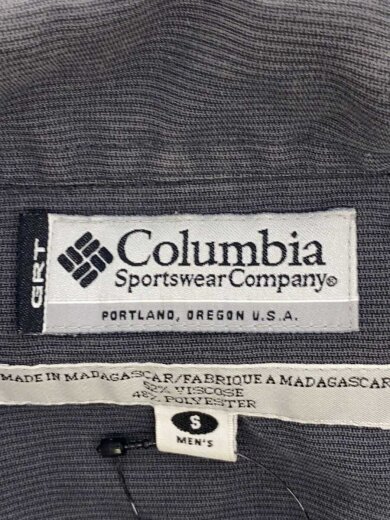 GRT
Columbia
Sportswear Company®
PORTLAND, OREGON U.S.A.
MADE IN MADAGASCAR/FABRIQUE A MADAGASCAR
52% VISCOSE
48% POLYESTER
S
MEN'S